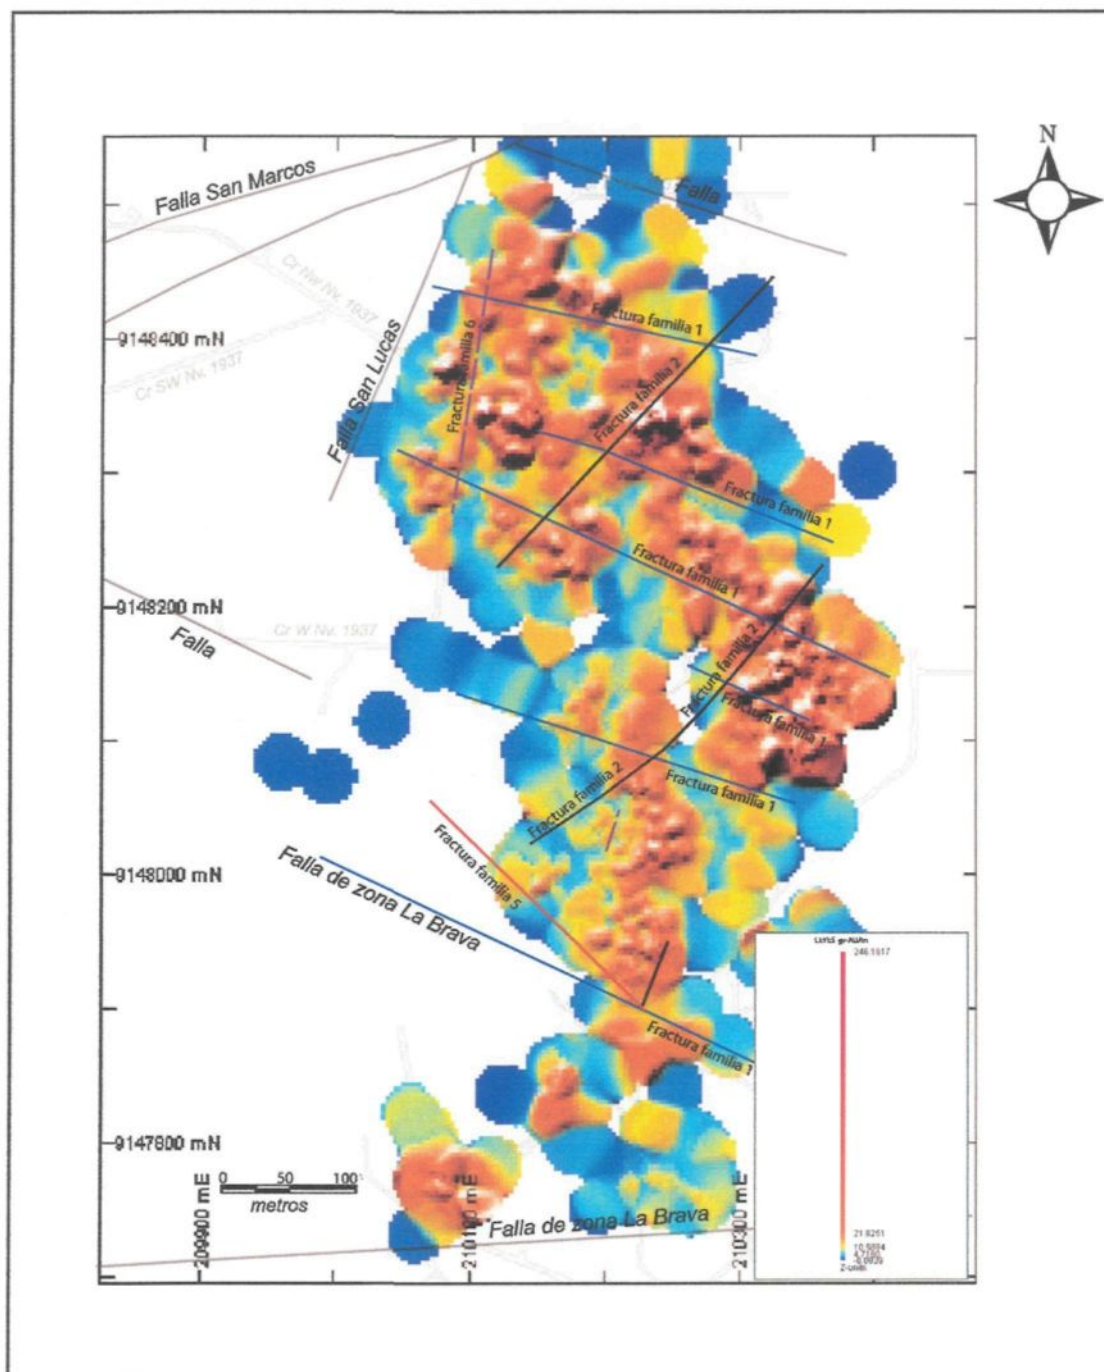 N
Falla San Marcos
Falla
Cr NW Nv. 1937
Fractura familia 1
9148400 mN
Fractura familia 6
Fractura familia 2
Cr SW Nv. 1937
Falla San Lucas
Fractura familia 1
Fractura familia 1
9148200 mN
Cr W Nv. 1937
Falla
Fractura familia 2
Fractura familia 1
Fractura familia 1
Fractura familia 2
Fractura familia 5
Falla de zona La Brava
9148000 mN
246.1817
Fractura familia 1
9147800 mN
0 50 100
metros
209900 mE
210100 mE
210300 mE
Falla de zona La Brava
21.8251
Z-units